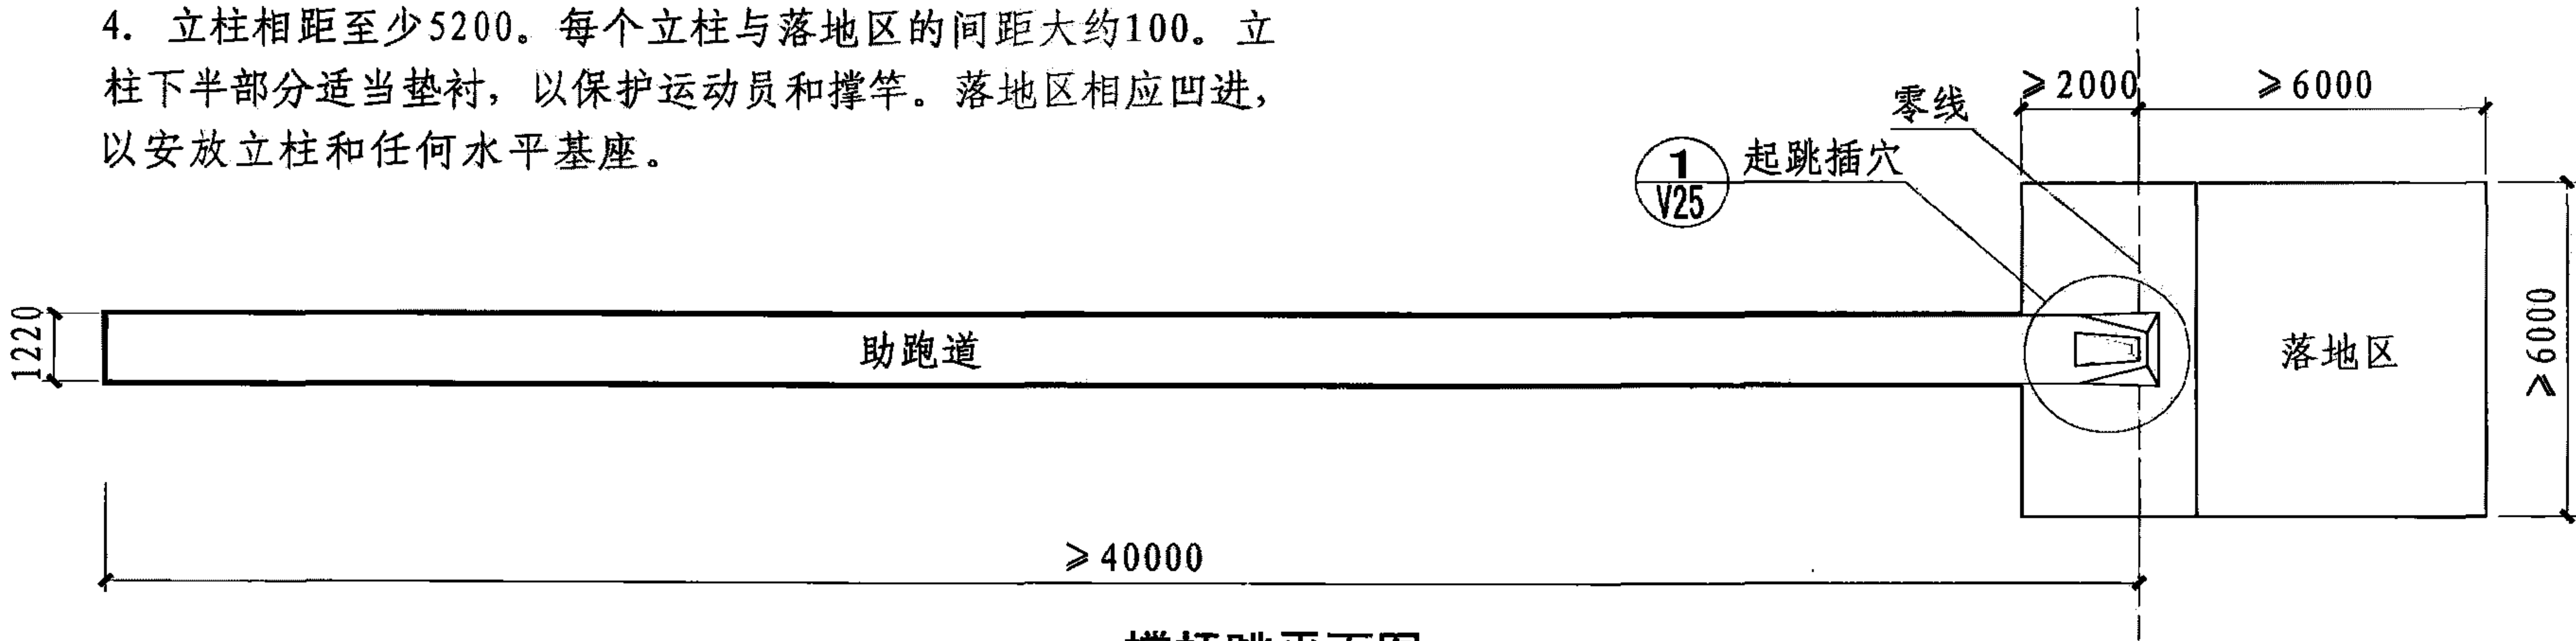 4. 立柱相距至少5200。每个立柱与落地区的间距大约100。立
柱下半部分适当垫衬，以保护运动员和撑竿。落地区相应凹进，
以安放立柱和任何水平基座。
≥2000
≥6000
零线
1
V25
起跳插穴
1220
助跑道
落地区
≥6000
≥40000